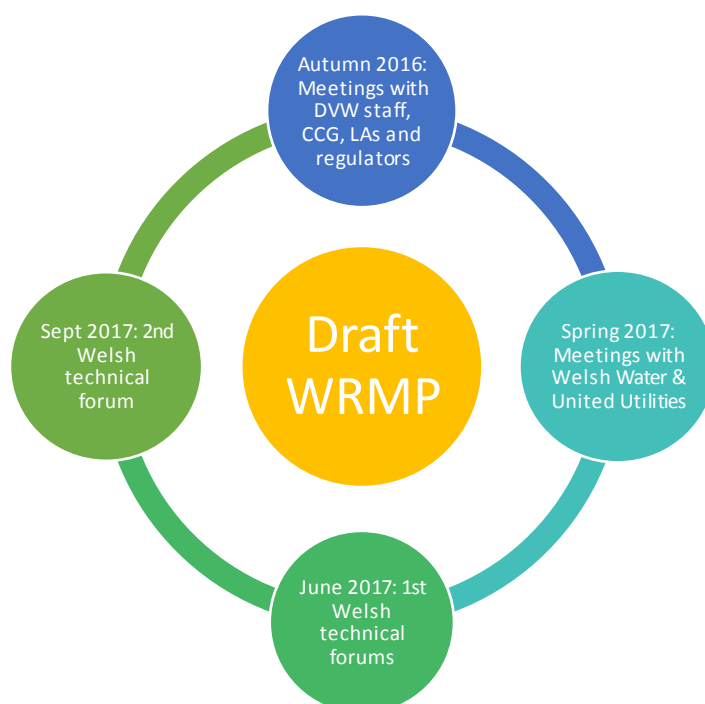 Autumn 2016:
Meetings with
DVW staff,
CCG, LAs and
regulators
Spring 2017:
Meetings with
Welsh Water &
United Utilities
June 2017: 1st
Welsh
technical
forums
Sept 2017: 2nd
Welsh
technical
forum
Draft
WRMP